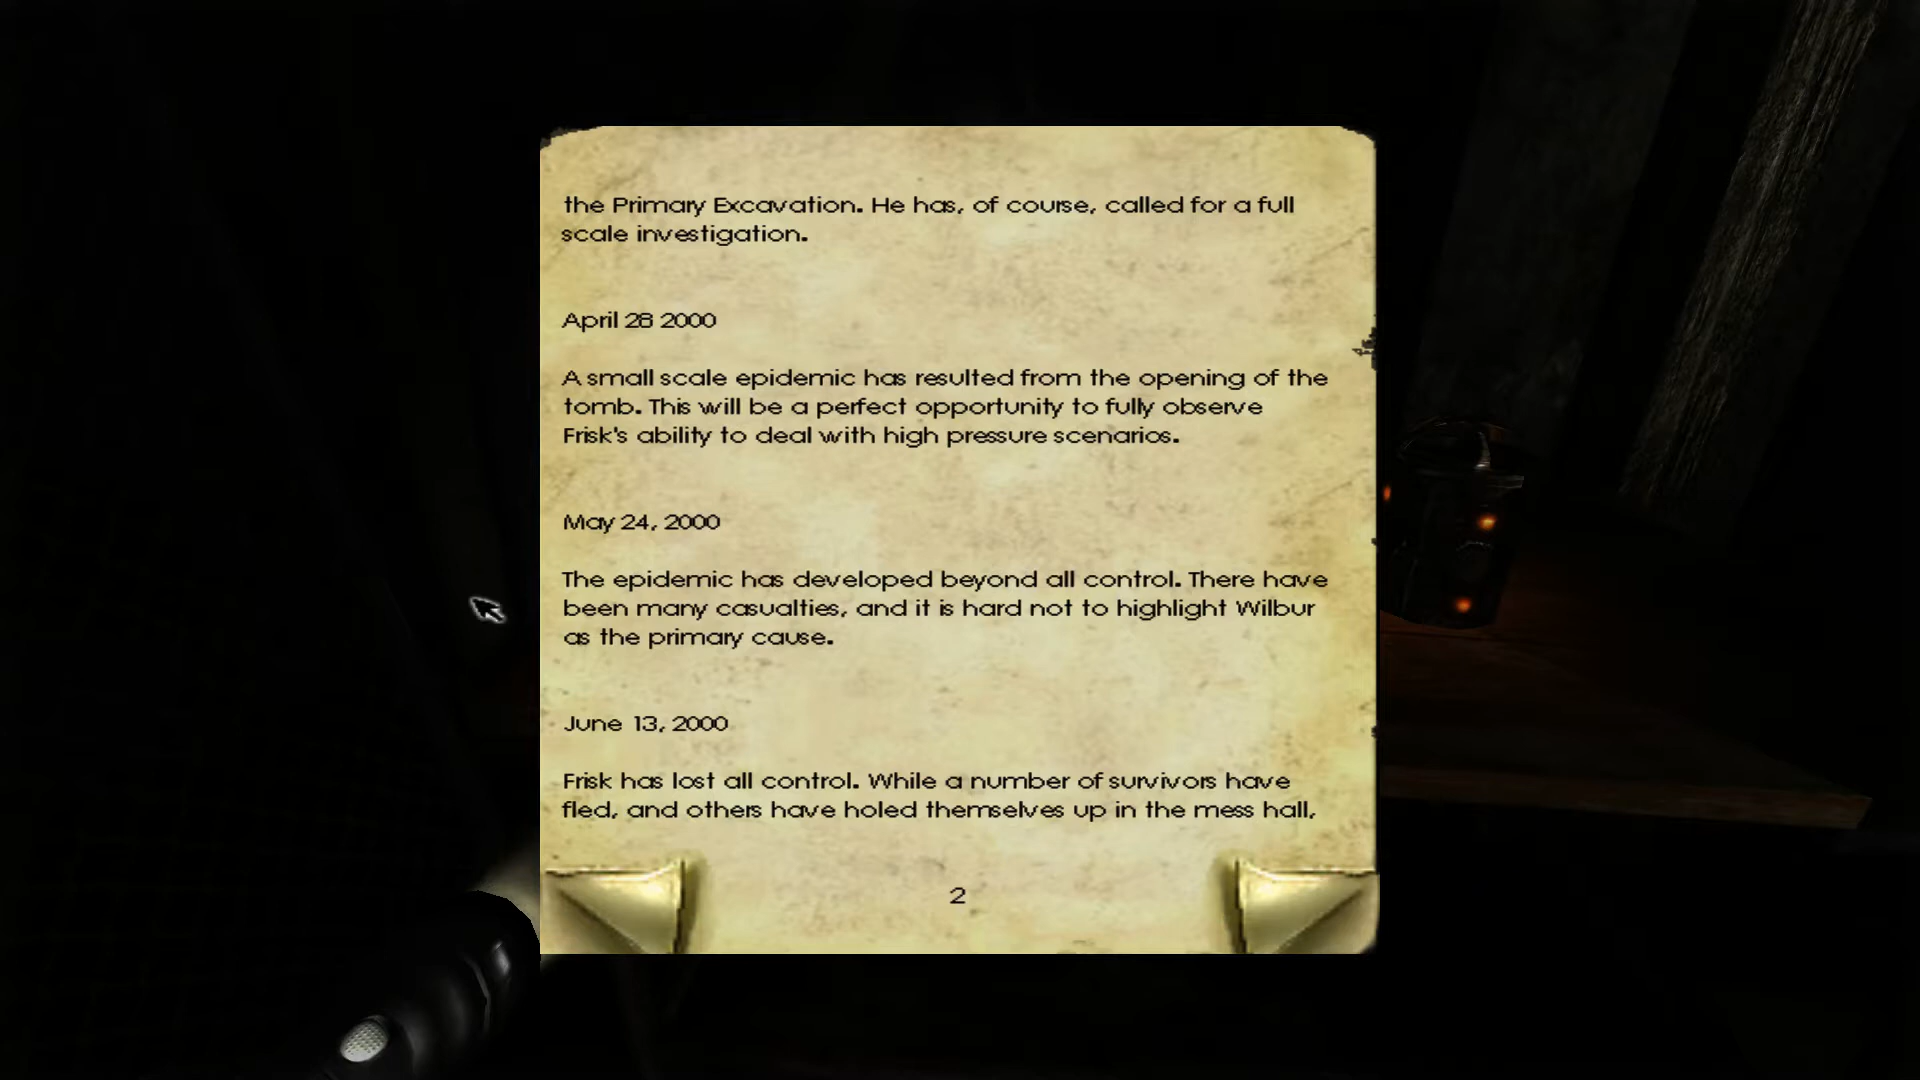 the Primary Excavation. He has, of course, called for a full
scale investigation.
April 28 2000
A small scale epidemic has resulted from the opening of the
tomb. This will be a perfect opportunity to fully observe
Frisk's ability to deal with high pressure scenarios.
May 24, 2000
The epidemic has developed beyond all control. There have
been many casualties, and it is hard not to highlight Wilbur
as the primary cause.
June 13, 2000
Frisk has lost all control. While a number of survivors have
fled, and others have holed themselves up in the mess hall,
2